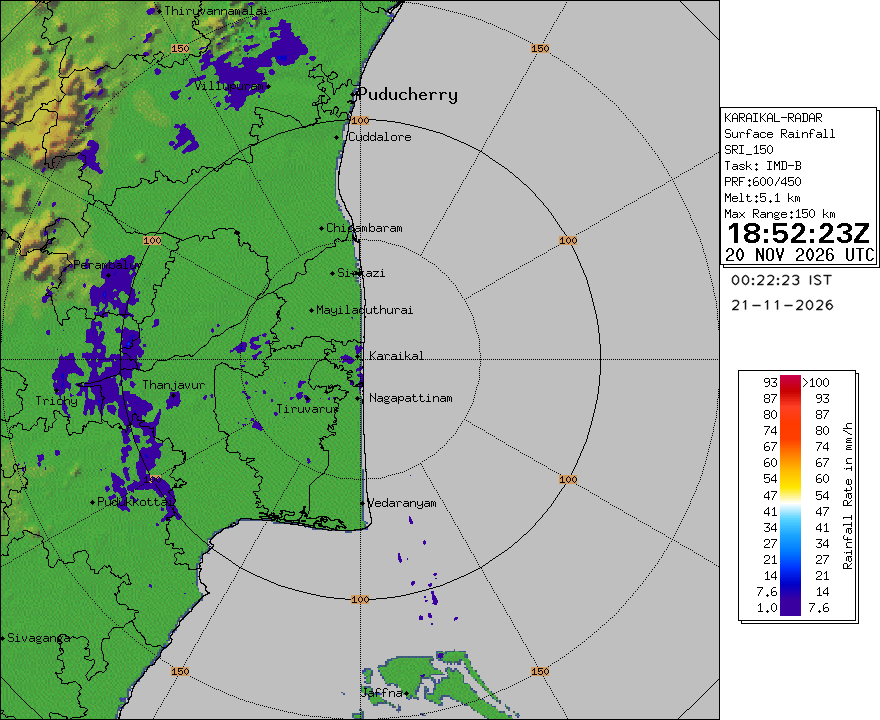 Thiruvannamalai
150
150
Villupuram
Puducherry
100
Cuddalore
Chidambaram
100
100
Perambalur
Sirkazi
Mayiladuthurai
Karaikal
Thanjavur
Trichy
Nagapattinam
Tiruvarur
100
100
Pudukkottai
Vedaranyam
100
Sivaganga
150
150
Jaffna
KARAIKAL-RADAR
Surface Rainfall
SRI_150
Task: IMD-B
PRF:600/450
Melt:5.1 km
Max Range:150 km
18:52:23Z
20 NOV 2026 UTC
00:22:23 IST
21-11-2026
93 >100
87 93
80 87
74 80
67 74
60 67
54 60
47 54
41 47
34 41
27 34
21 27
14 21
7.6 14
1.0 7.6
Rainfall Rate in mm/h